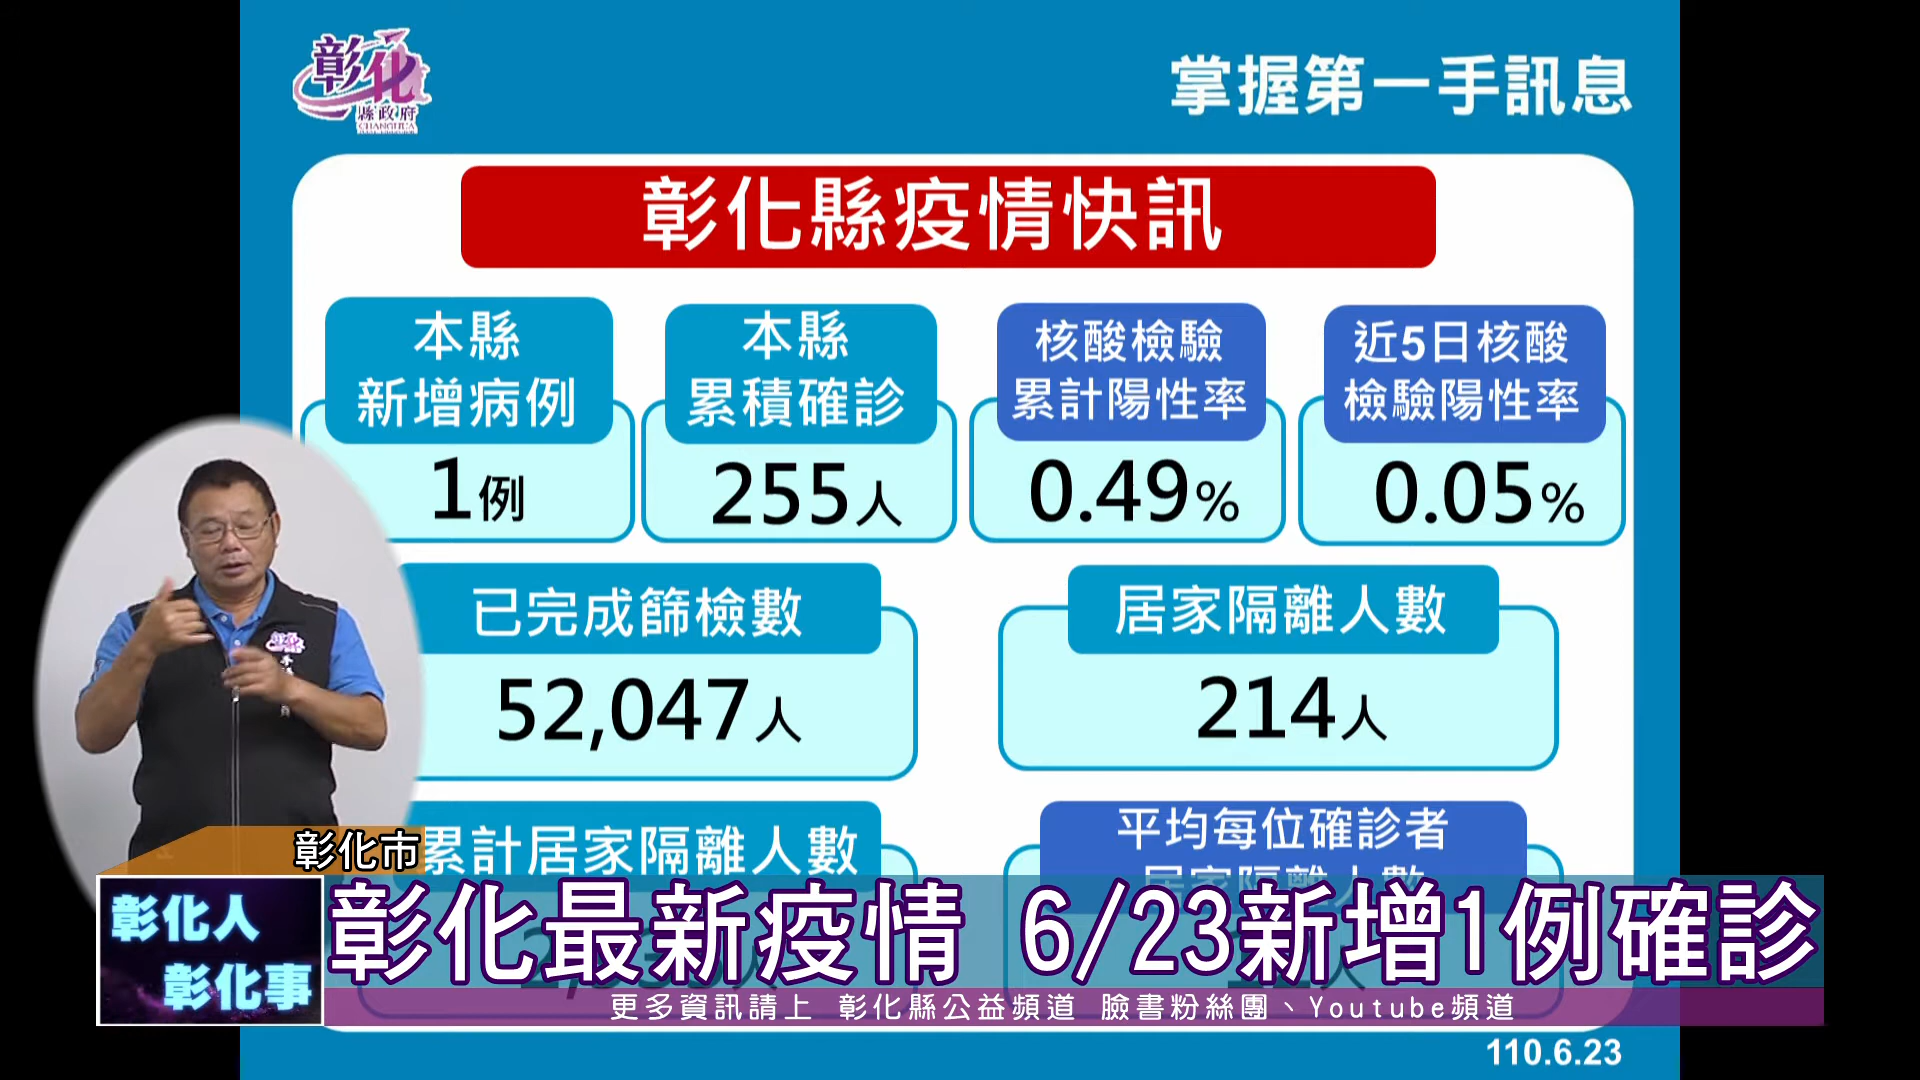 彰化
縣政府
CHANGHUA
掌握第一手訊息
彰化縣疫情快訊
本縣
新增病例
1例
本縣
累積確診
255人
核酸檢驗
累計陽性率
0.49%
近5日核酸
檢驗陽性率
0.05%
已完成篩檢數
52,047人
居家隔離人數
214人
累計居家隔離人數
平均每位確診者
居家隔離人數
彰化市
彰化人
彰化事
彰化最新疫情 6/23新增1例確診
更多資訊請上 彰化縣公益頻道 臉書粉絲團、Youtube頻道
110.6.23